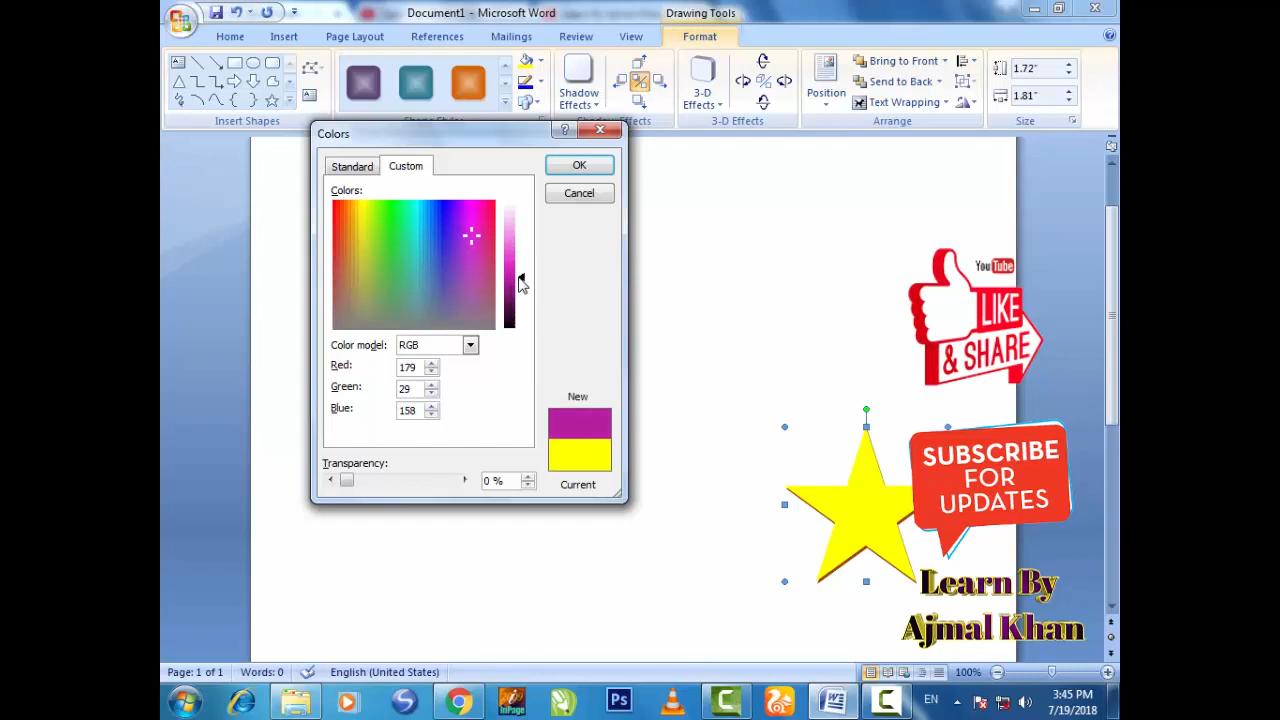 Document1 - Microsoft Word
Drawing Tools
Home
Insert
Page Layout
References
Mailings
Review
View
Format
Shadow Effects
3-D Effects
Position
Bring to Front
Send to Back
Text Wrapping
1.72"
1.81"
Insert Shapes
3-D Effects
Arrange
Size
Colors
Standard
Custom
OK
Cancel
Colors:
Color model:
RGB
Red:
179
Green:
29
Blue:
158
New
Current
Transparency:
0 %
You Tube
LIKE
& SHARE
SUBSCRIBE
FOR
UPDATES
Learn By
Ajmal Khan
Page: 1 of 1
Words: 0
English (United States)
100%
InPage
Ps
EN
3:45 PM
7/19/2018